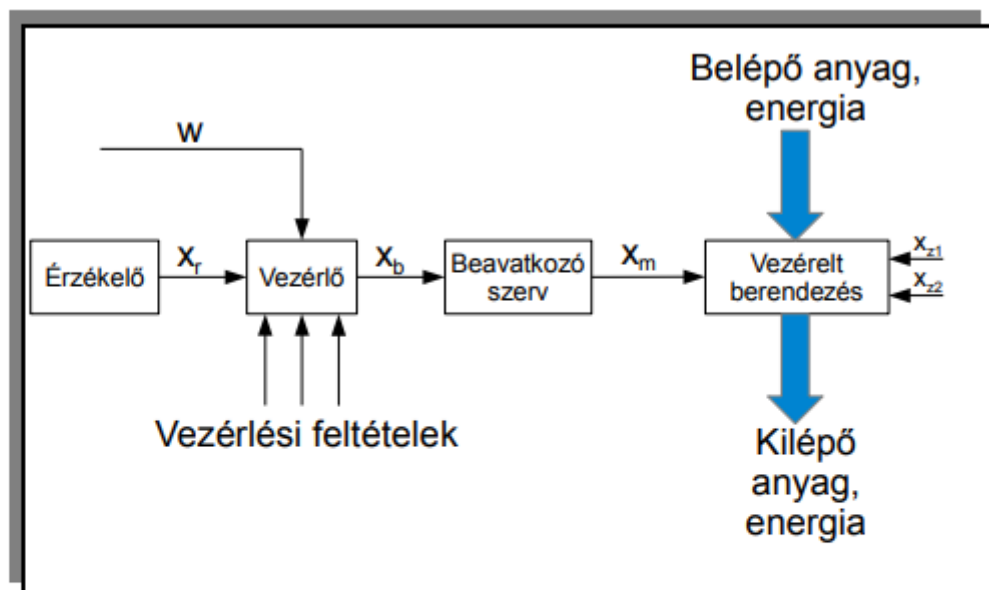 Belépő anyag,
energia
w
Érzékelő
xr
Vezérlő
xb
Beavatkozó
szerv
xm
Vezérelt
berendezés
xz1
xz2
Vezérlési feltételek
Kilépő
anyag,
energia